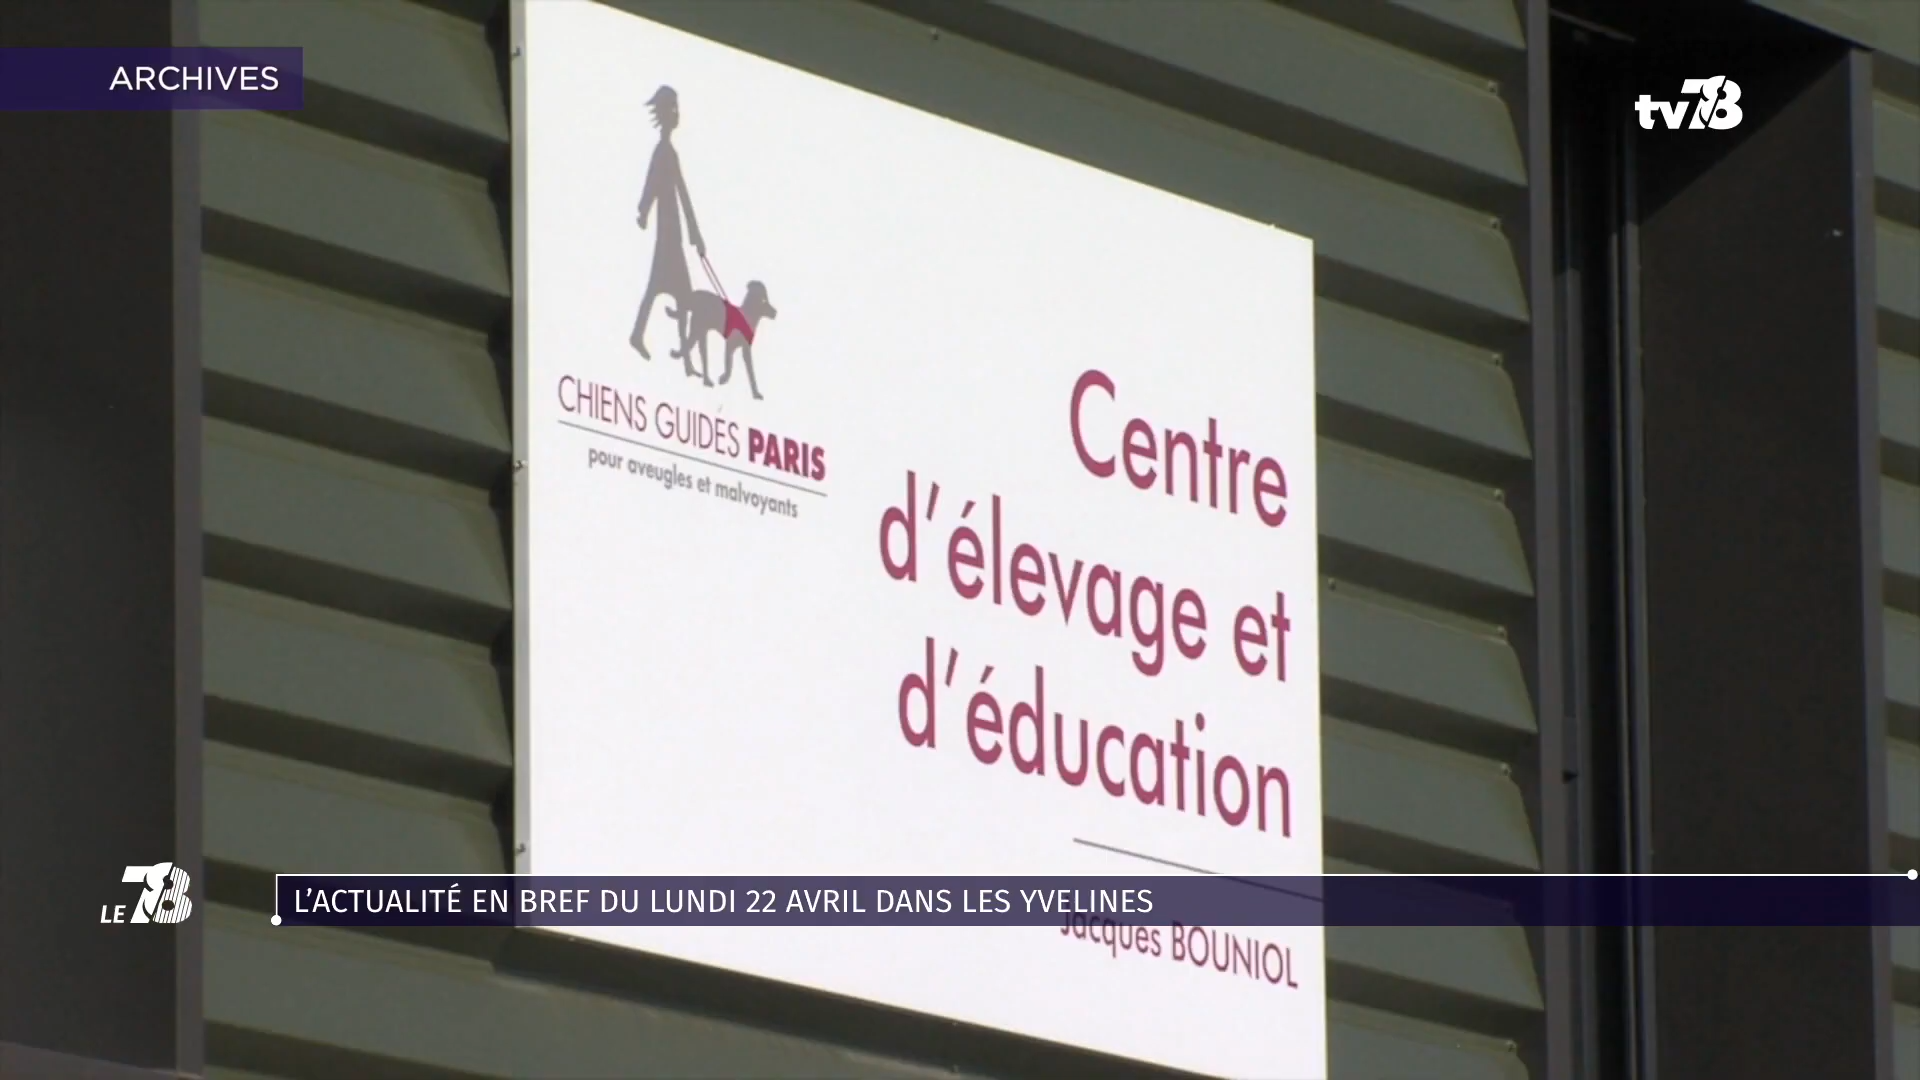 ARCHIVES
tv78
CHIENS GUIDES PARIS
pour aveugles et malvoyants
Centre
d'élevage et
d'éducation
LE 78
L'ACTUALITÉ EN BREF DU LUNDI 22 AVRIL DANS LES YVELINES
Jacques BOUNIOL